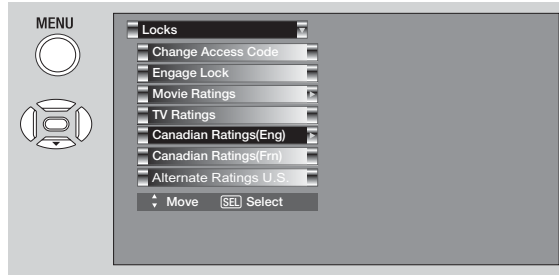 MENU
Locks
Change Access Code
Engage Lock
Movie Ratings
TV Ratings
Canadian Ratings(Eng)
Canadian Ratings(Frn)
Alternate Ratings U.S.
Move SEL Select